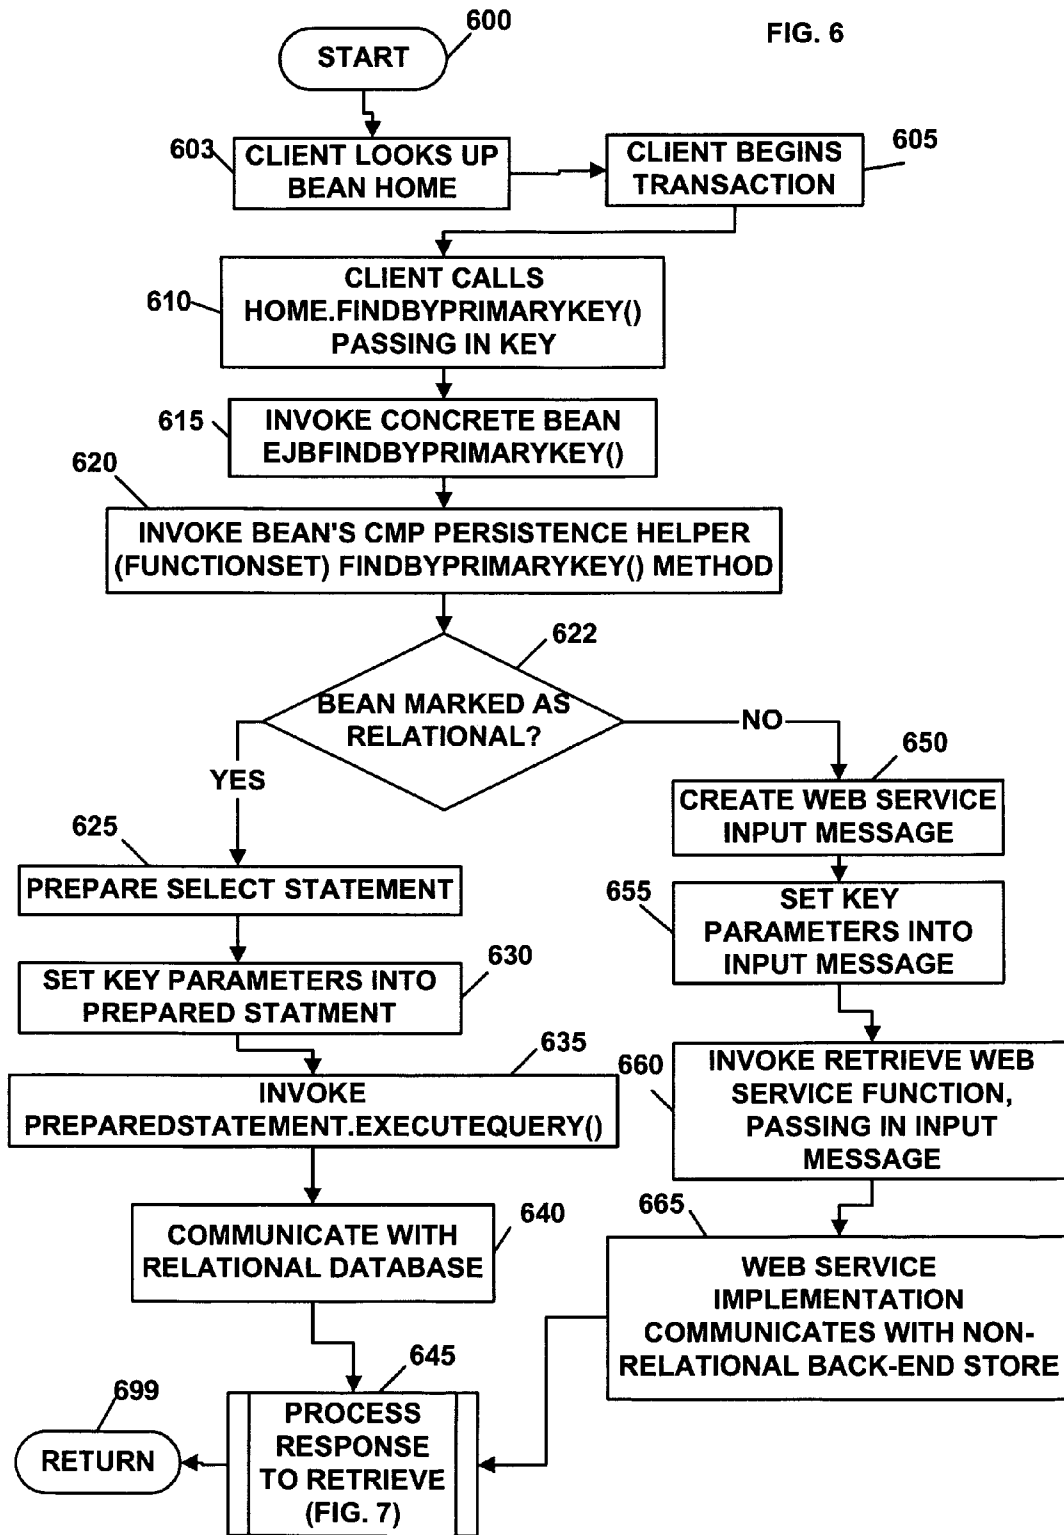 600
FIG. 6
START
603
CLIENT LOOKS UP
BEAN HOME
CLIENT BEGINS
TRANSACTION
605
610
CLIENT CALLS
HOME.FINDBYPRIMARYKEY()
PASSING IN KEY
615
INVOKE CONCRETE BEAN
EJBFINDBYPRIMARYKEY()
620
INVOKE BEAN'S CMP PERSISTENCE HELPER
(FUNCTIONSET) FINDBYPRIMARYKEY() METHOD
622
BEAN MARKED AS
RELATIONAL?
YES
NO
625
PREPARE SELECT STATEMENT
630
SET KEY PARAMETERS INTO
PREPARED STATMENT
635
INVOKE
PREPAREDSTATEMENT.EXECUTEQUERY()
640
COMMUNICATE WITH
RELATIONAL DATABASE
650
CREATE WEB SERVICE
INPUT MESSAGE
655
SET KEY
PARAMETERS INTO
INPUT MESSAGE
660
INVOKE RETRIEVE WEB
SERVICE FUNCTION,
PASSING IN INPUT
MESSAGE
665
WEB SERVICE
IMPLEMENTATION
COMMUNICATES WITH NON-
RELATIONAL BACK-END STORE
645
PROCESS
RESPONSE
TO RETRIEVE
(FIG. 7)
699
RETURN